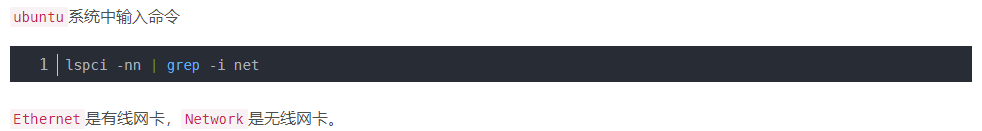 ubuntu系统中输入命令
1 lspci -nn | grep -i net
Ethernet是有线网卡，Network是无线网卡。